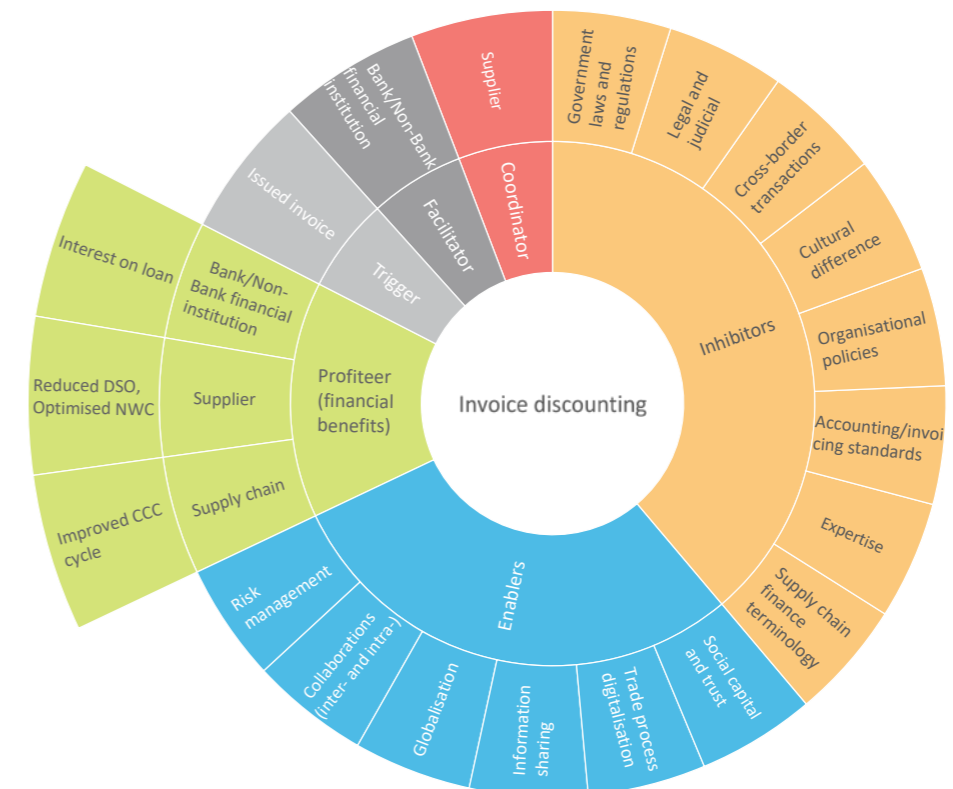 Invoice discounting
Inhibitors
Government
laws and
regulations
Legal and
judicial
Cross-border
transactions
Cultural
difference
Organisational
policies
Accounting/invoi
cing standards
Expertise
Supply chain
finance
terminology
Enablers
Social capital
and trust
Trade process
digitalisation
Information
sharing
Globalisation
Collaborations
(inter- and intra-)
Risk
management
Profiteer
(financial
benefits)
Supply chain
Improved CCC
cycle
Supplier
Reduced DSO,
Optimised NWC
Bank/Non-
Bank financial
institution
Interest on loan
Trigger
Issued invoice
Facilitator
Bank/Non-Bank
financial
institution
Coordinator
Supplier